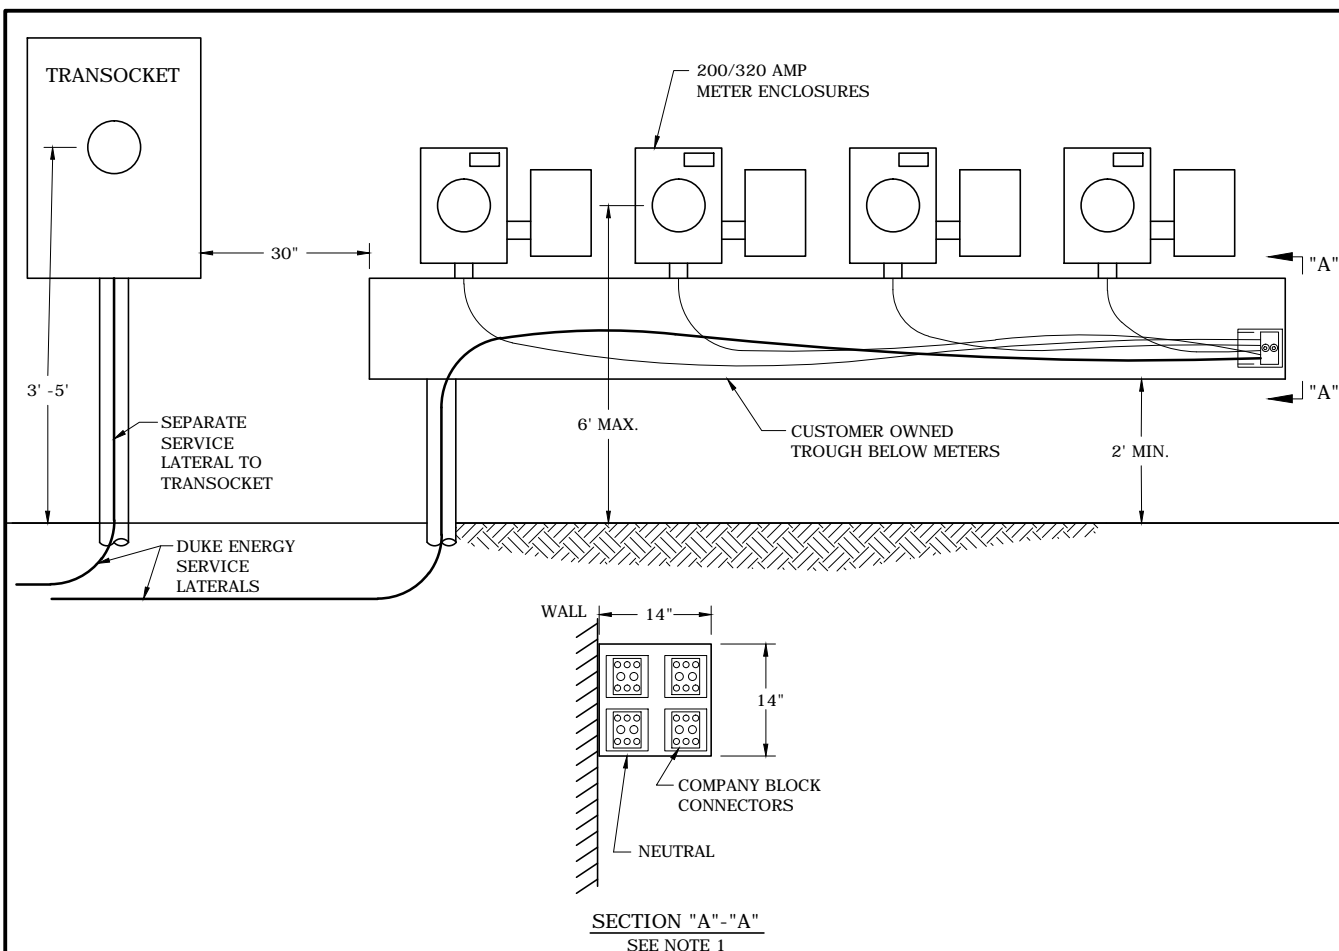 TRANSOCKET
200/320 AMP
METER ENCLOSURES
30"
"A"
"A"
3' -5'
6' MAX.
2' MIN.
SEPARATE
SERVICE
LATERAL TO
TRANSOCKET
CUSTOMER OWNED
TROUGH BELOW METERS
DUKE ENERGY
SERVICE
LATERALS
WALL
14"
14"
COMPANY BLOCK
CONNECTORS
NEUTRAL
SECTION "A"-"A"
SEE NOTE 1